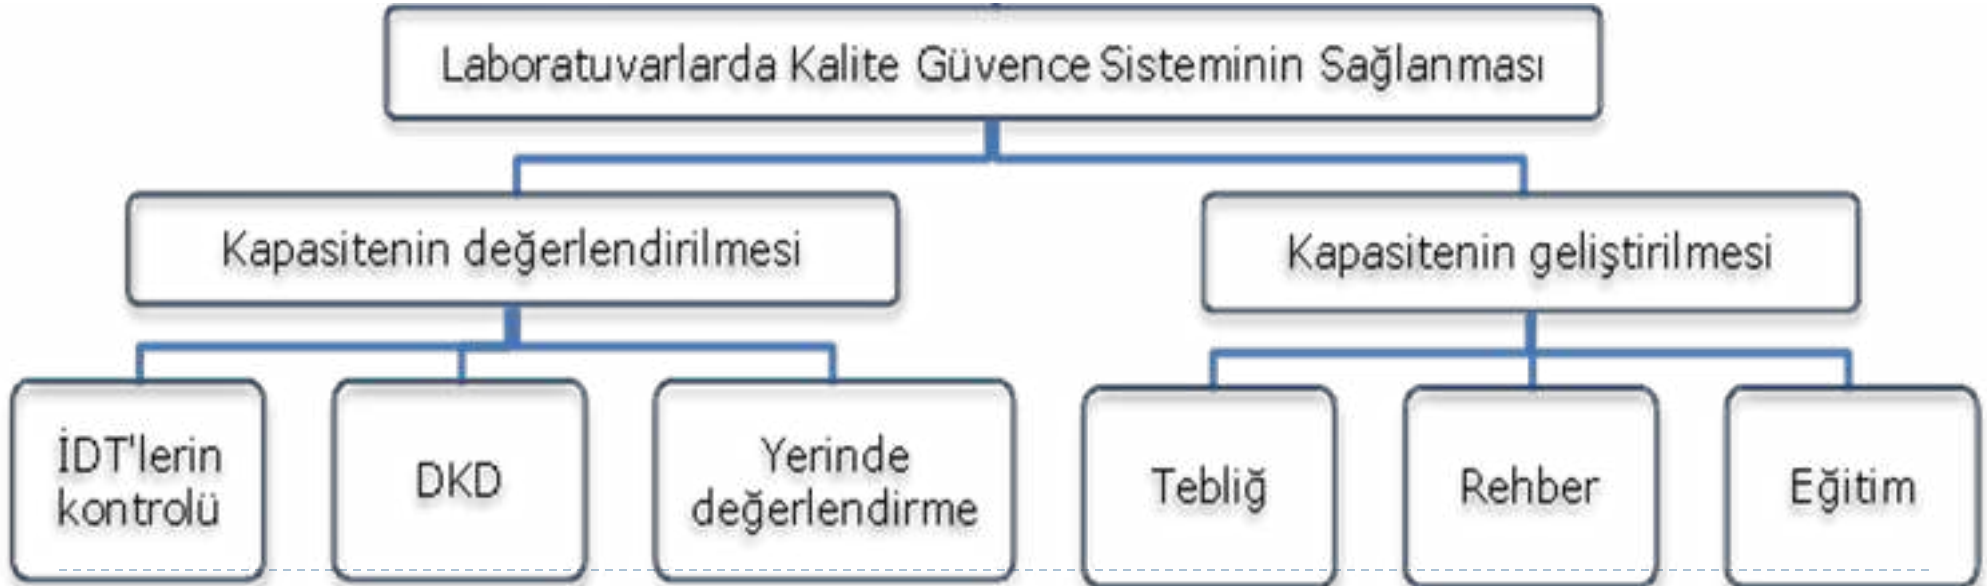 Laboratuvarlarda Kalite Güvence Sisteminin Sağlanması
Kapasitenin değerlendirilmesi
Kapasitenin geliştirilmesi
İDT'lerin
kontrolü
DKD
Yerinde
değerlendirme
Tebliğ
Rehber
Eğitim